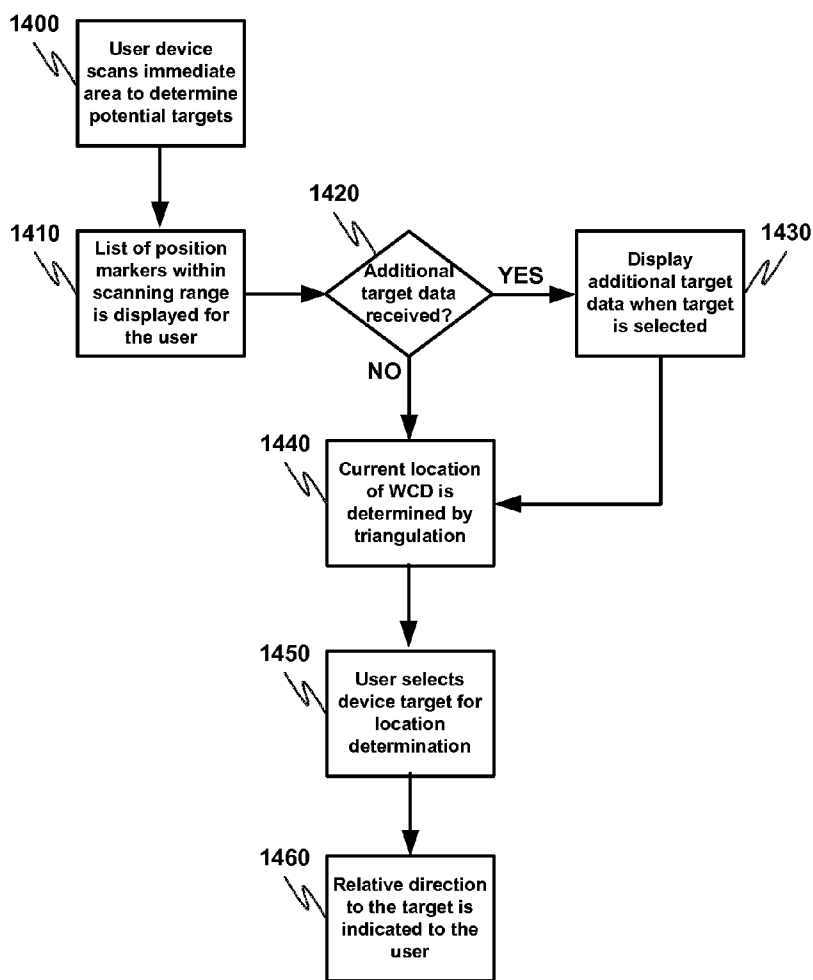 1400
User device
scans immediate
area to determine
potential targets
1410
List of position
markers within
scanning range
is displayed for
the user
1420
Additional
target data
received?
YES
NO
1430
Display
additional target
data when target
is selected
1440
Current location
of WCD is
determined by
triangulation
1450
User selects
device target for
location
determination
1460
Relative direction
to the target is
indicated to the
user